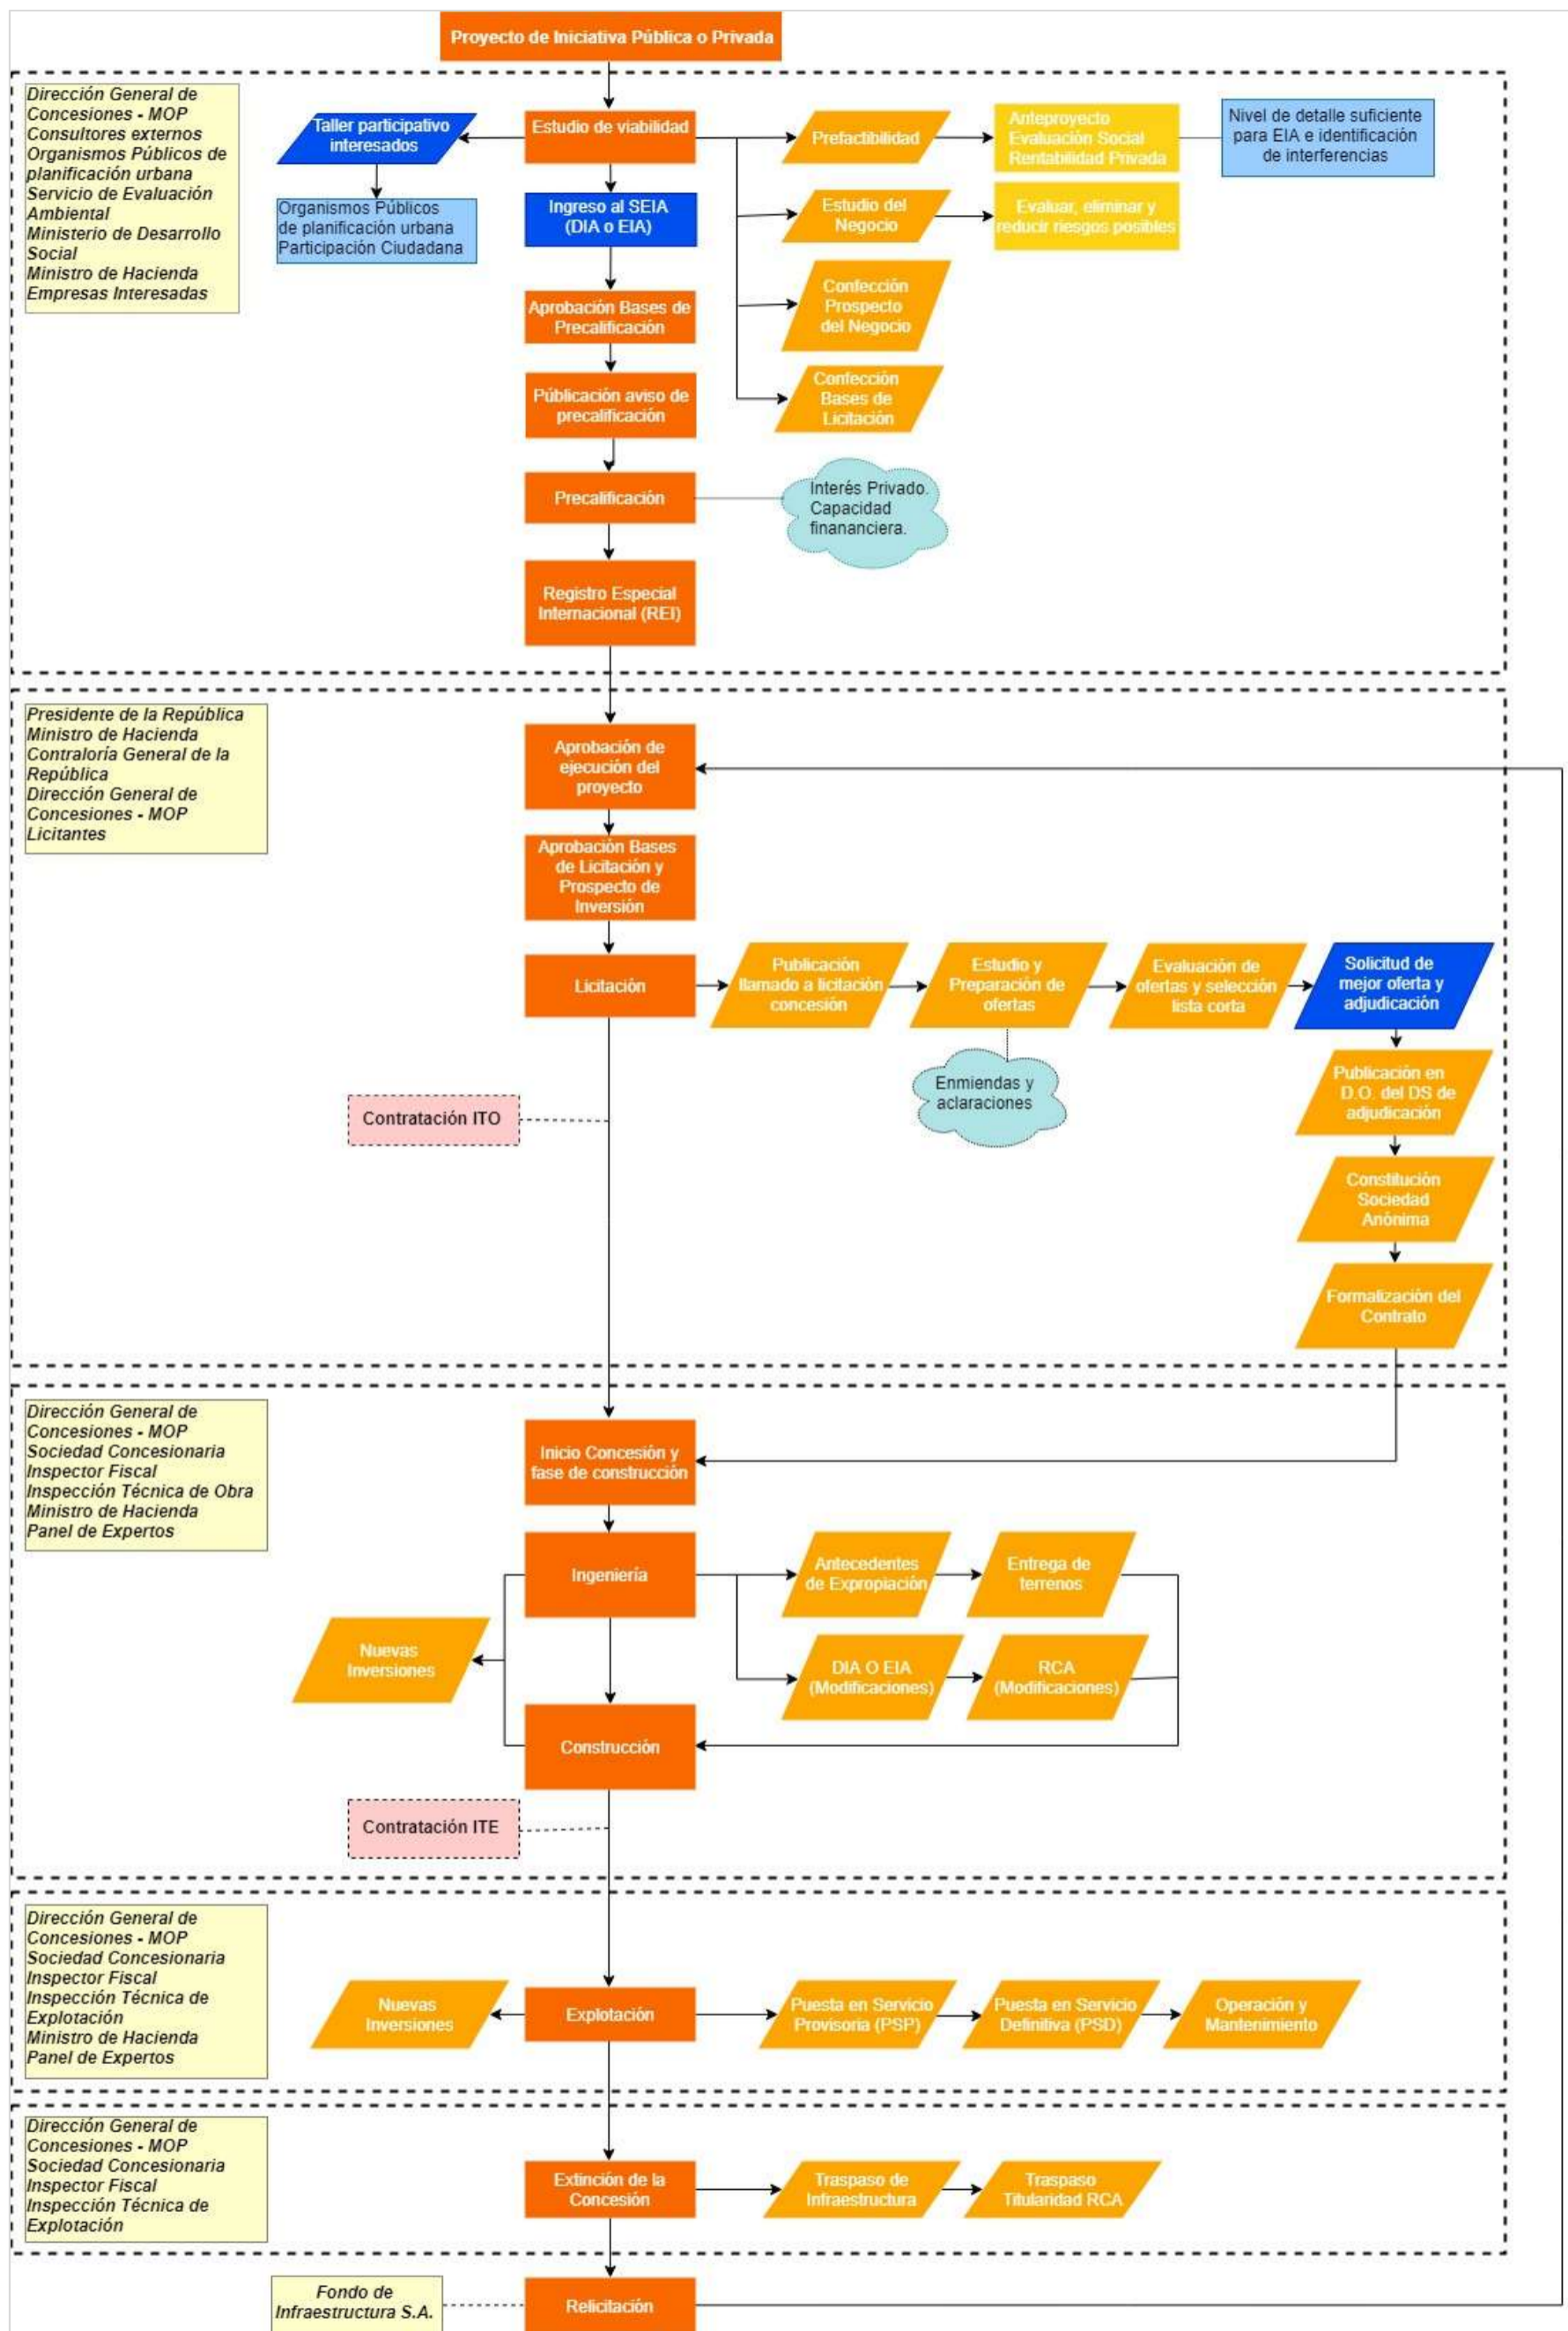 Proyecto de Iniciativa Pública o Privada
Dirección General de
Concesiones - MOP
Consultores externos
Organismos Públicos de
planificación urbana
Servicio de Evaluación
Ambiental
Ministerio de Desarrollo
Social
Ministro de Hacienda
Empresas Interesadas
Taller participativo
interesados
Organismos Públicos
de planificación urbana
Participación Ciudadana
Estudio de viabilidad
Prefactibilidad
Anteproyecto
Evaluación Social
Rentabilidad Privada
Nivel de detalle suficiente
para EIA e identificación
de interferencias
Ingreso al SEIA
(DIA o EIA)
Estudio del
Negocio
Evaluar, eliminar y
reducir riesgos posibles
Aprobación Bases de
Precalificación
Confección
Prospecto
del Negocio
Públicación aviso de
precalificación
Confección
Bases de
Licitación
Precalificación
Interés Privado.
Capacidad
finananciera.
Registro Especial
Internacional (REI)
Presidente de la República
Ministro de Hacienda
Contraloría General de la
República
Dirección General de
Concesiones - MOP
Licitantes
Aprobación de
ejecución del
proyecto
Aprobación Bases
de Licitación y
Prospecto de
Inversión
Licitación
Publicación
llamado a licitación
concesión
Estudio y
Preparación de
ofertas
Evaluación de
ofertas y selección
lista corta
Solicitud de
mejor oferta y
adjudicación
Enmiendas y
aclaraciones
Publicación en
D.O. del DS de
adjudicación
Contratación ITO
Constitución
Sociedad
Anónima
Formalización del
Contrato
Dirección General de
Concesiones - MOP
Sociedad Concesionaria
Inspector Fiscal
Inspección Técnica de Obra
Ministro de Hacienda
Panel de Expertos
Inicio Concesión y
fase de construcción
Ingeniería
Antecedentes
de Expropiación
Entrega de
terrenos
Nuevas
Inversiones
DIA O EIA
(Modificaciones)
RCA
(Modificaciones)
Construcción
Contratación ITE
Dirección General de
Concesiones - MOP
Sociedad Concesionaria
Inspector Fiscal
Inspección Técnica de
Explotación
Ministro de Hacienda
Panel de Expertos
Nuevas
Inversiones
Explotación
Puesta en Servicio
Provisoria (PSP)
Puesta en Servicio
Definitiva (PSD)
Operación y
Mantenimiento
Dirección General de
Concesiones - MOP
Sociedad Concesionaria
Inspector Fiscal
Inspección Técnica de
Explotación
Extinción de la
Concesión
Traspaso de
Infraestructura
Traspaso
Titularidad RCA
Fondo de
Infraestructura S.A.
Relicitación